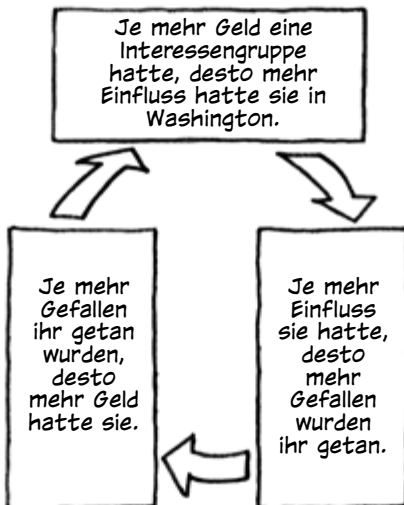 Je mehr Geld eine
Interessengruppe
hatte, desto mehr
Einfluss hatte sie in
Washington.
Je mehr
Einfluss
sie hatte,
desto
mehr
Gefallen
wurden
ihr getan.
Je mehr
Gefallen
ihr getan
wurden,
desto
mehr Geld
hatte sie.